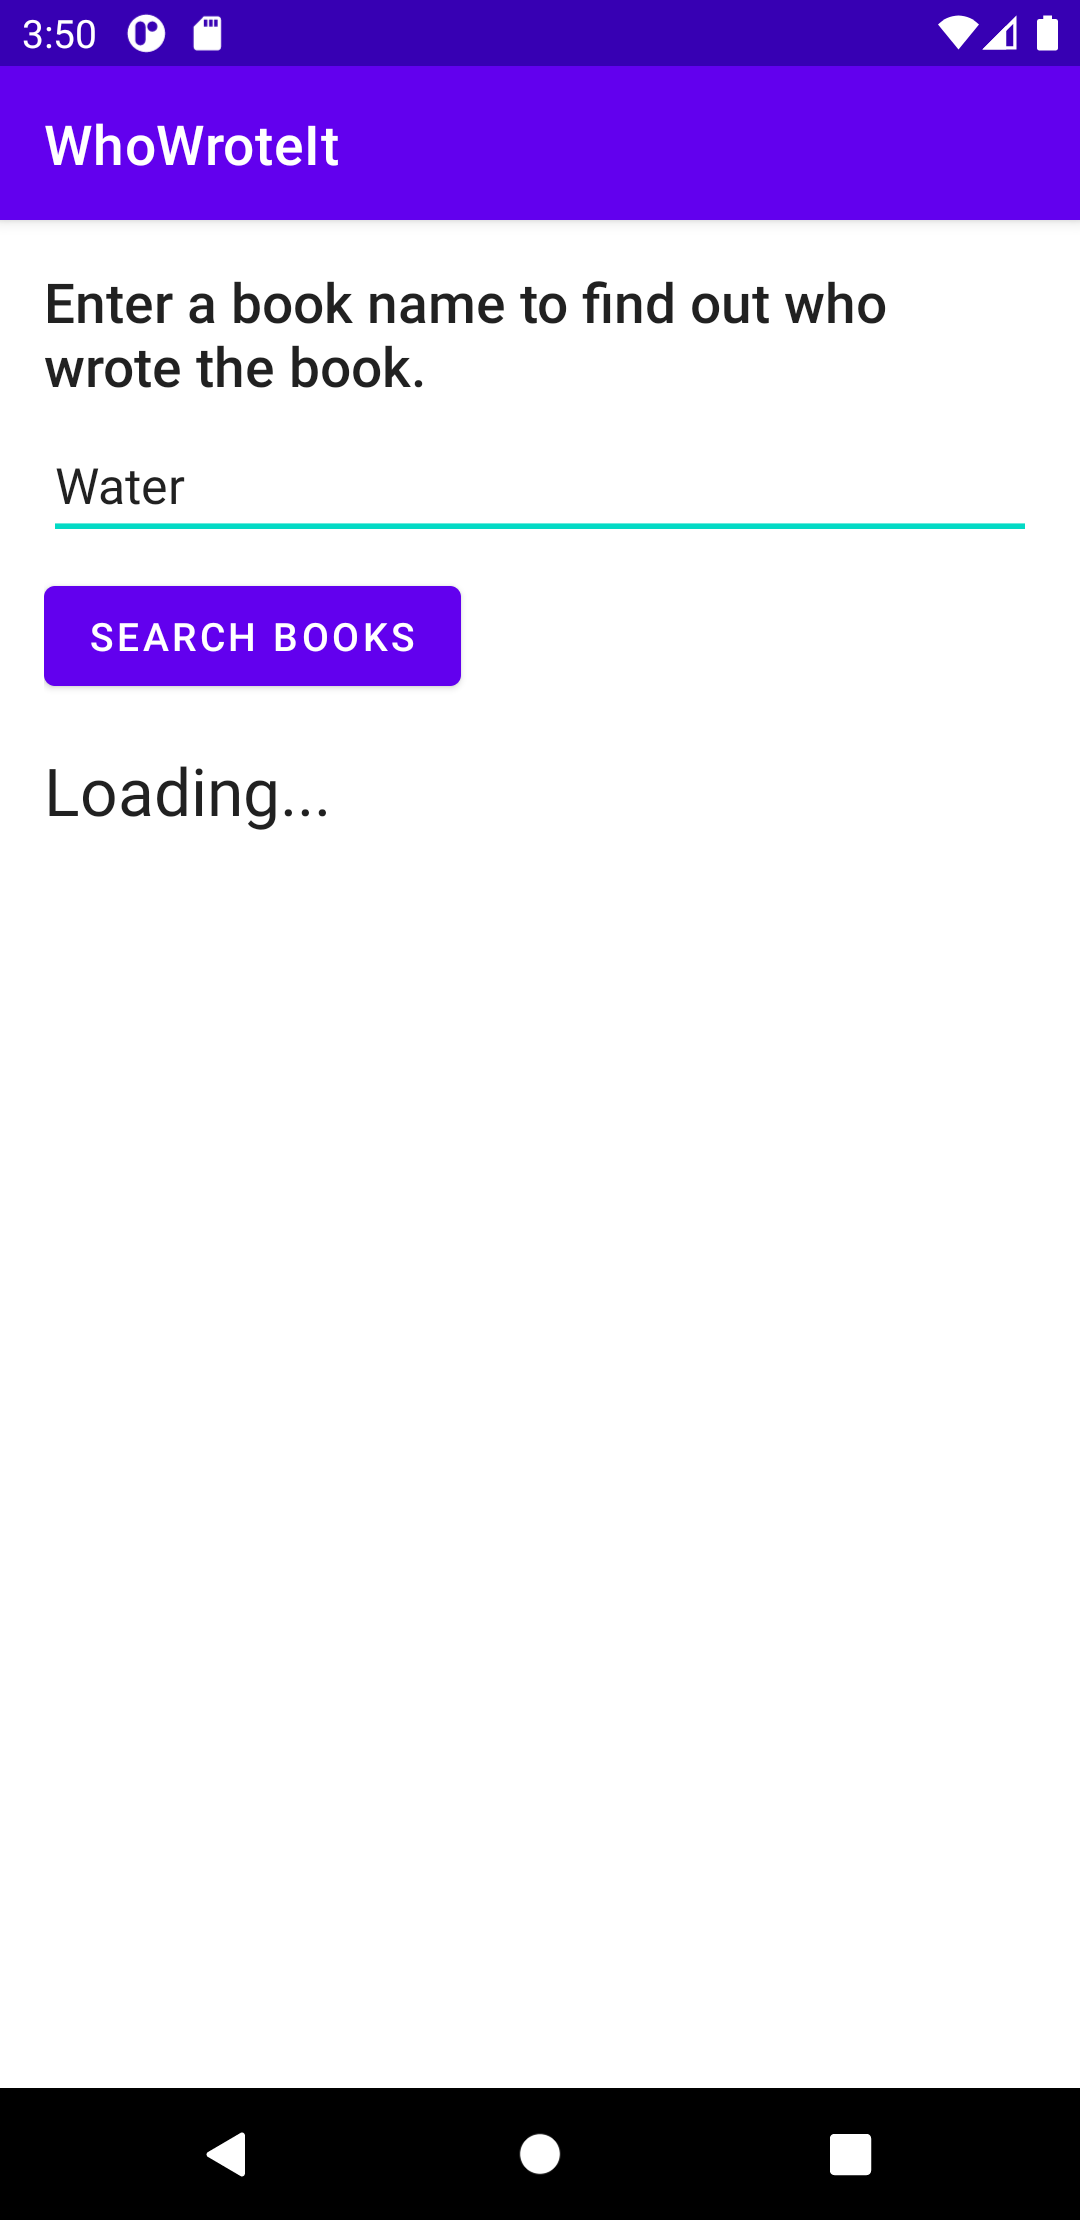 3:50
WhoWroteIt
Enter a book name to find out who
wrote the book.
Water
SEARCH BOOKS
Loading...